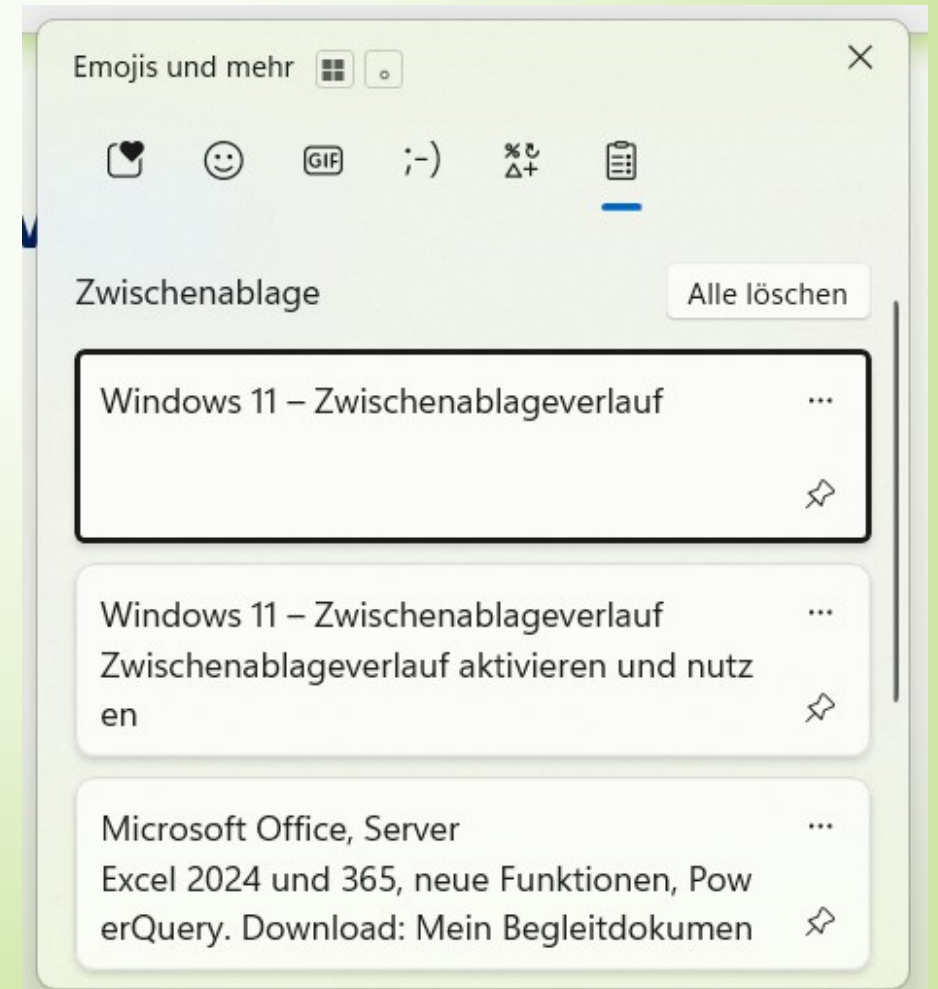 Emojis und mehr
GIF ;-)
Zwischenablage Alle löschen
Windows 11 – Zwischenablageverlauf
Windows 11 – Zwischenablageverlauf
Zwischenablageverlauf aktivieren und nutz
en
Microsoft Office, Server
Excel 2024 und 365, neue Funktionen, Pow
erQuery. Download: Mein Begleitdokumen